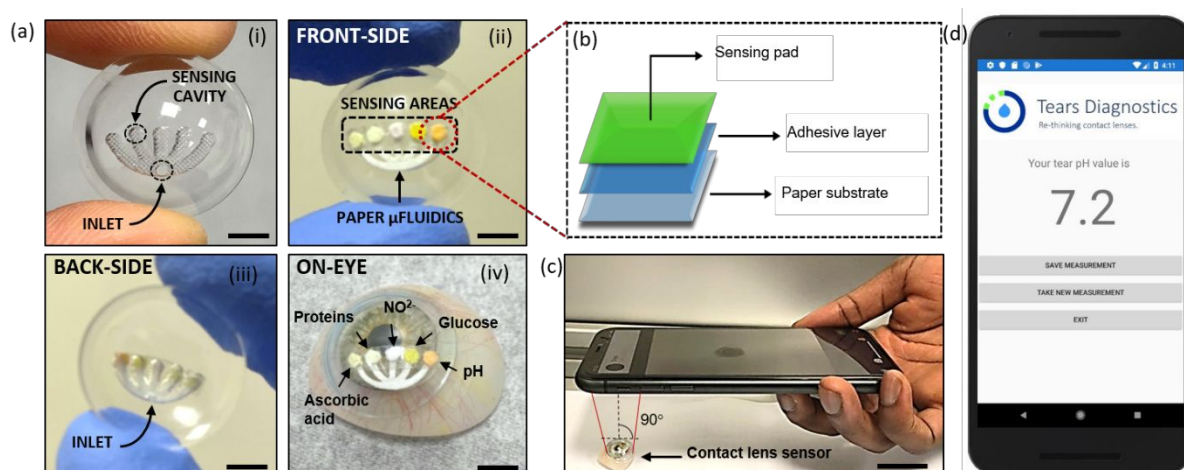 (a)
(i)
SENSING
CAVITY
INLET
FRONT-SIDE
(ii)
SENSING AREAS
PAPER µFLUIDICS
(b)
Sensing pad
Adhesive layer
Paper substrate
BACK-SIDE
(iii)
INLET
ON-EYE
(iv)
NO²⁻
Proteins
Glucose
pH
Ascorbic
acid
(c)
90°
Contact lens sensor
(d)
4:11
Tears Diagnostics
Re-thinking contact lenses.
Your tear pH value is
7.2
SAVE MEASUREMENT
TAKE NEW MEASUREMENT
EXIT